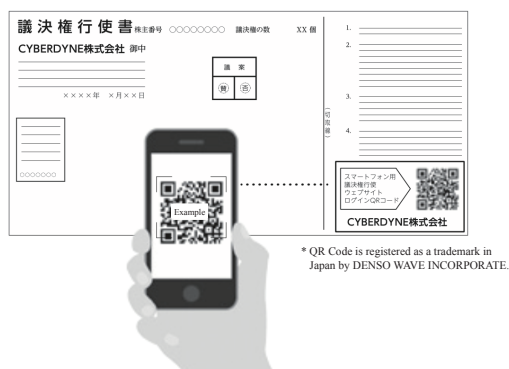 議決権行使書 株主番号 ○○○○○○○○ 議決権の数 XX 個
CYBERDYNE株式会社 御中
××××年 ×月××日
議案
賛 否
○○○○○○○
(切取線)
1.
2.
3.
4.
スマートフォン用
議決権行使
ウェブサイト
ログインQRコード
CYBERDYNE株式会社
Example
* QR Code is registered as a trademark in
Japan by DENSO WAVE INCORPORATE.